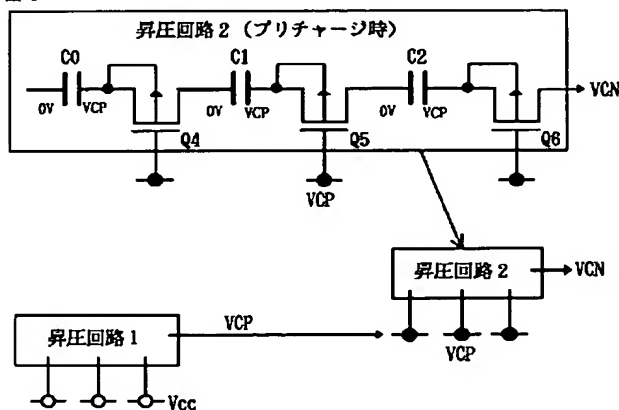 昇圧回路2（プリチャージ時）
C0 C1 C2
0V VCP 0V VCP 0V VCP VCN
Q4 Q5 Q6
VCP
昇圧回路2 VCN
昇圧回路1 VCP VCP
Vcc